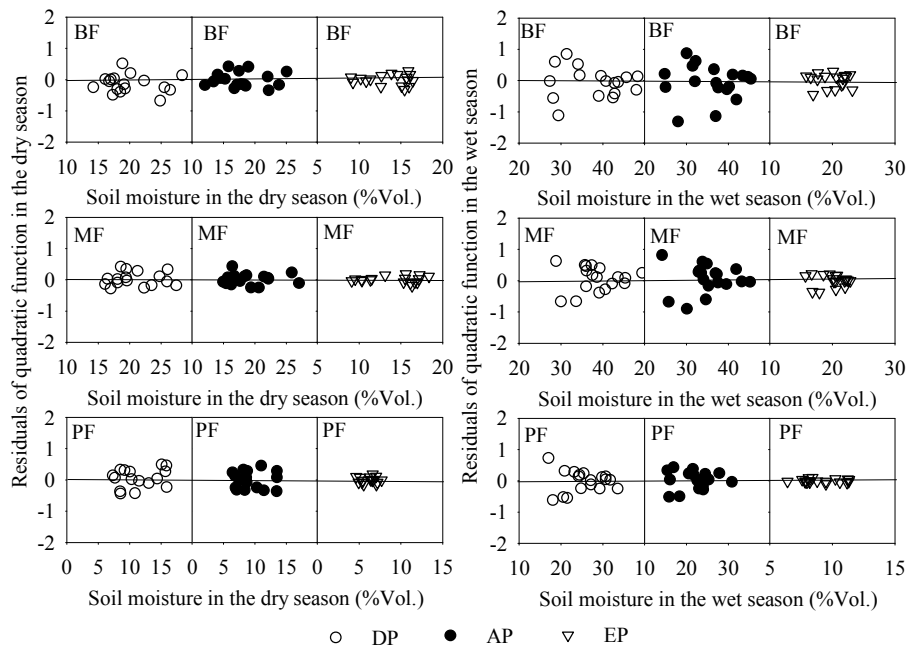 Residuals of quadratic function in the dry season
2
1
0
-1
-2
BF BF BF
10 15 20 25 10 15 20 25 5 10 15 20
Soil moisture in the dry season (%Vol.)
2
1
0
-1
-2
MF MF MF
10 15 20 25 10 15 20 25 5 10 15 20
Soil moisture in the dry season (%Vol.)
2
1
0
-1
-2
PF PF PF
0 5 10 15 0 5 10 15 0 5 10 15
Soil moisture in the dry season (%Vol.)
Residuals of quadratic function in the wet season
2
1
0
-1
-2
BF BF BF
20 30 40 20 30 40 10 20 30
Soil moisture in the wet season (%Vol.)
2
1
0
-1
-2
MF MF MF
20 30 40 20 30 40 10 20 30
Soil moisture in the wet season (%Vol.)
2
1
0
-1
-2
PF PF PF
10 20 30 10 20 30 5 10 15
Soil moisture in the wet season (%Vol.)
DP AP EP